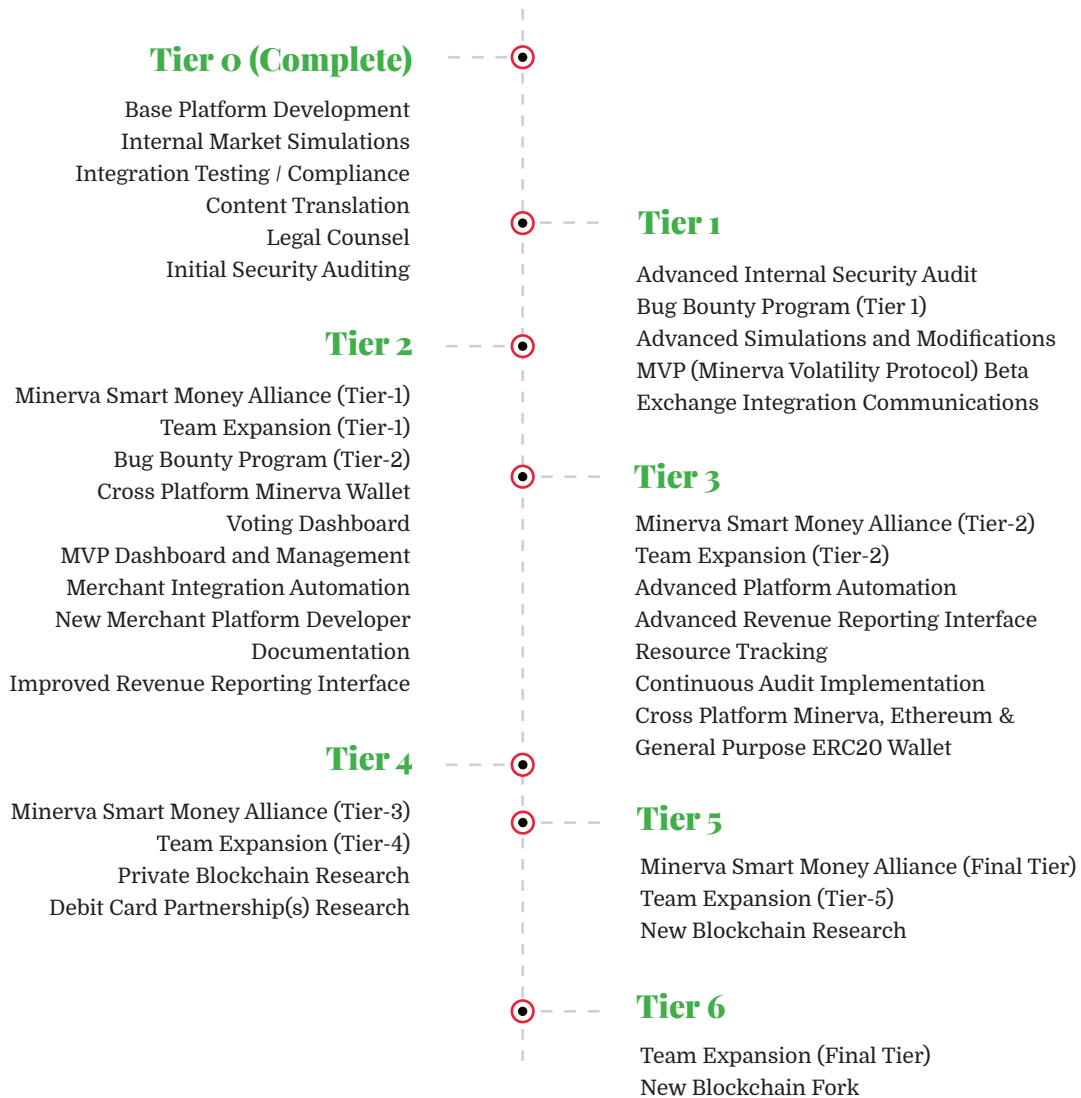 Tier 0 (Complete)
Base Platform Development
Internal Market Simulations
Integration Testing / Compliance
Content Translation
Legal Counsel
Initial Security Auditing
Tier 1
Advanced Internal Security Audit
Bug Bounty Program (Tier 1)
Advanced Simulations and Modifications
MVP (Minerva Volatility Protocol) Beta
Exchange Integration Communications
Tier 2
Minerva Smart Money Alliance (Tier-1)
Team Expansion (Tier-1)
Bug Bounty Program (Tier-2)
Cross Platform Minerva Wallet
Voting Dashboard
MVP Dashboard and Management
Merchant Integration Automation
New Merchant Platform Developer
Documentation
Improved Revenue Reporting Interface
Tier 3
Minerva Smart Money Alliance (Tier-2)
Team Expansion (Tier-2)
Advanced Platform Automation
Advanced Revenue Reporting Interface
Resource Tracking
Continuous Audit Implementation
Cross Platform Minerva, Ethereum &
General Purpose ERC20 Wallet
Tier 4
Minerva Smart Money Alliance (Tier-3)
Team Expansion (Tier-4)
Private Blockchain Research
Debit Card Partnership(s) Research
Tier 5
Minerva Smart Money Alliance (Final Tier)
Team Expansion (Tier-5)
New Blockchain Research
Tier 6
Team Expansion (Final Tier)
New Blockchain Fork